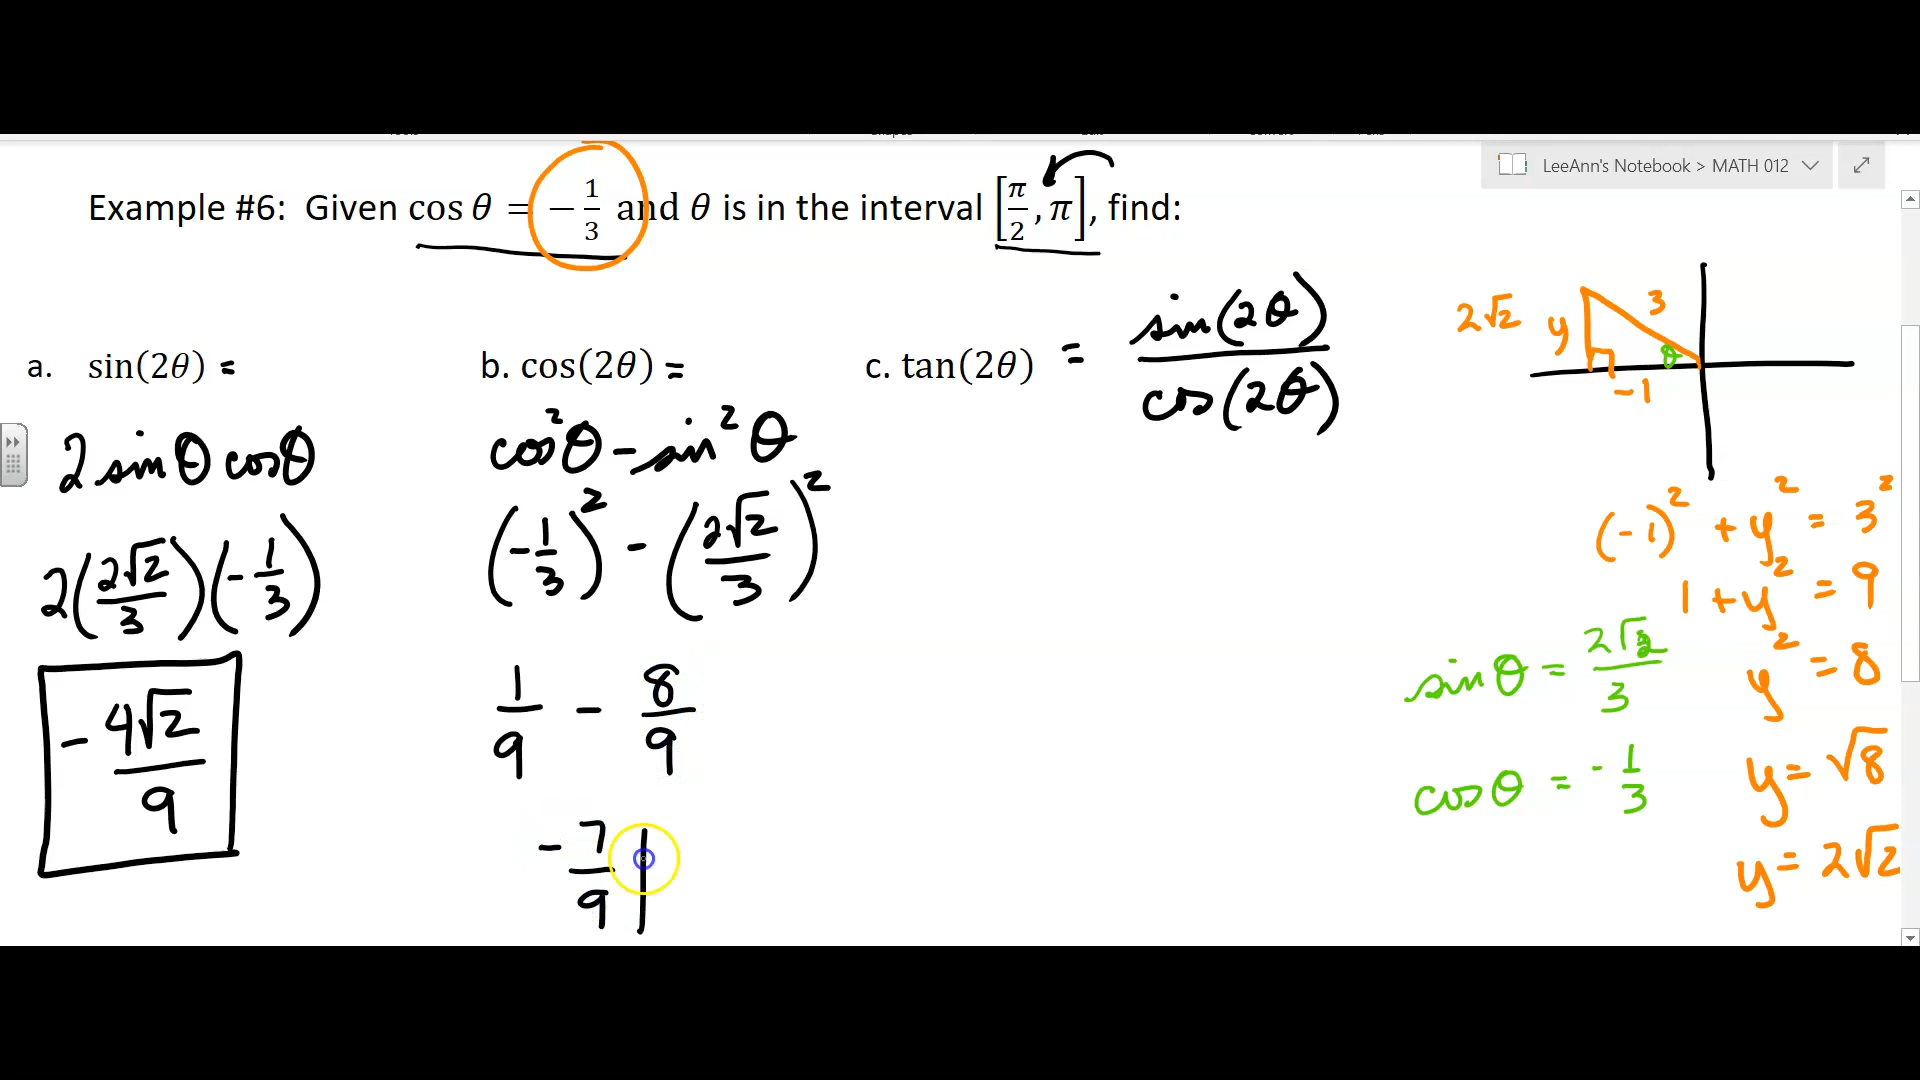 LeeAnn's Notebook > MATH 012
Example #6: Given cos θ = −1/3 and θ is in the interval [π/2, π], find:
a. sin(2θ) =
2 sin θ cos θ
2(2√2/3)(-1/3)
-4√2/9
b. cos(2θ) =
cos²θ - sin²θ
(-1/3)² - (2√2/3)²
1/9 - 8/9
-7/9
c. tan(2θ) = sin(2θ)/cos(2θ)
2√2 y 3
θ
-1
(-1)² + y² = 3²
1 + y² = 9
y² = 8
y = √8
y = 2√2
sin θ = 2√2/3
cos θ = -1/3